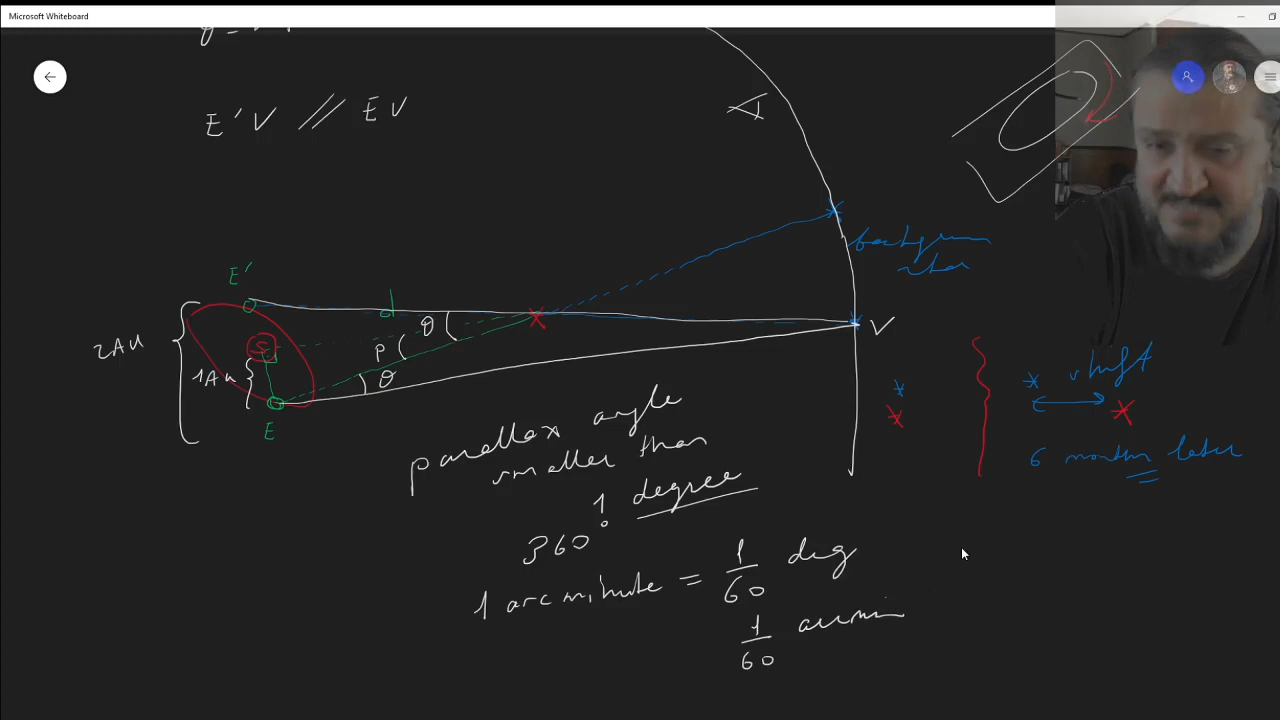 Microsoft Whiteboard
E'V // EV
background
star
E'
d
θ
V
2AU
S
P
1AU
θ
shift
E
6 months later
parallax angle
smaller than
1 degree
360°
1 arcminute = 1/60 deg
1/60 arcmin